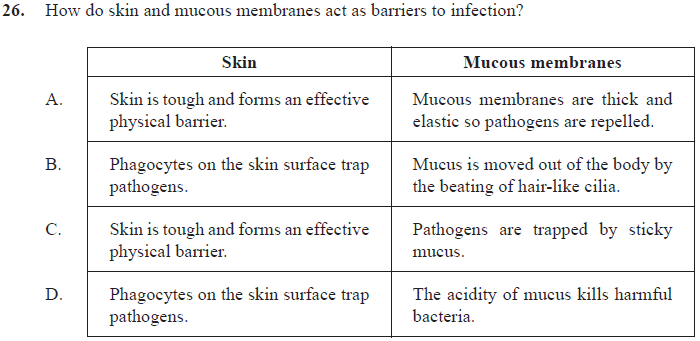 26. How do skin and mucous membranes act as barriers to infection?
Skin Mucous membranes
A. Skin is tough and forms an effective Mucous membranes are thick and
physical barrier. elastic so pathogens are repelled.
B. Phagocytes on the skin surface trap Mucus is moved out of the body by
pathogens. the beating of hair-like cilia.
C. Skin is tough and forms an effective Pathogens are trapped by sticky
physical barrier. mucus.
D. Phagocytes on the skin surface trap The acidity of mucus kills harmful
pathogens. bacteria.